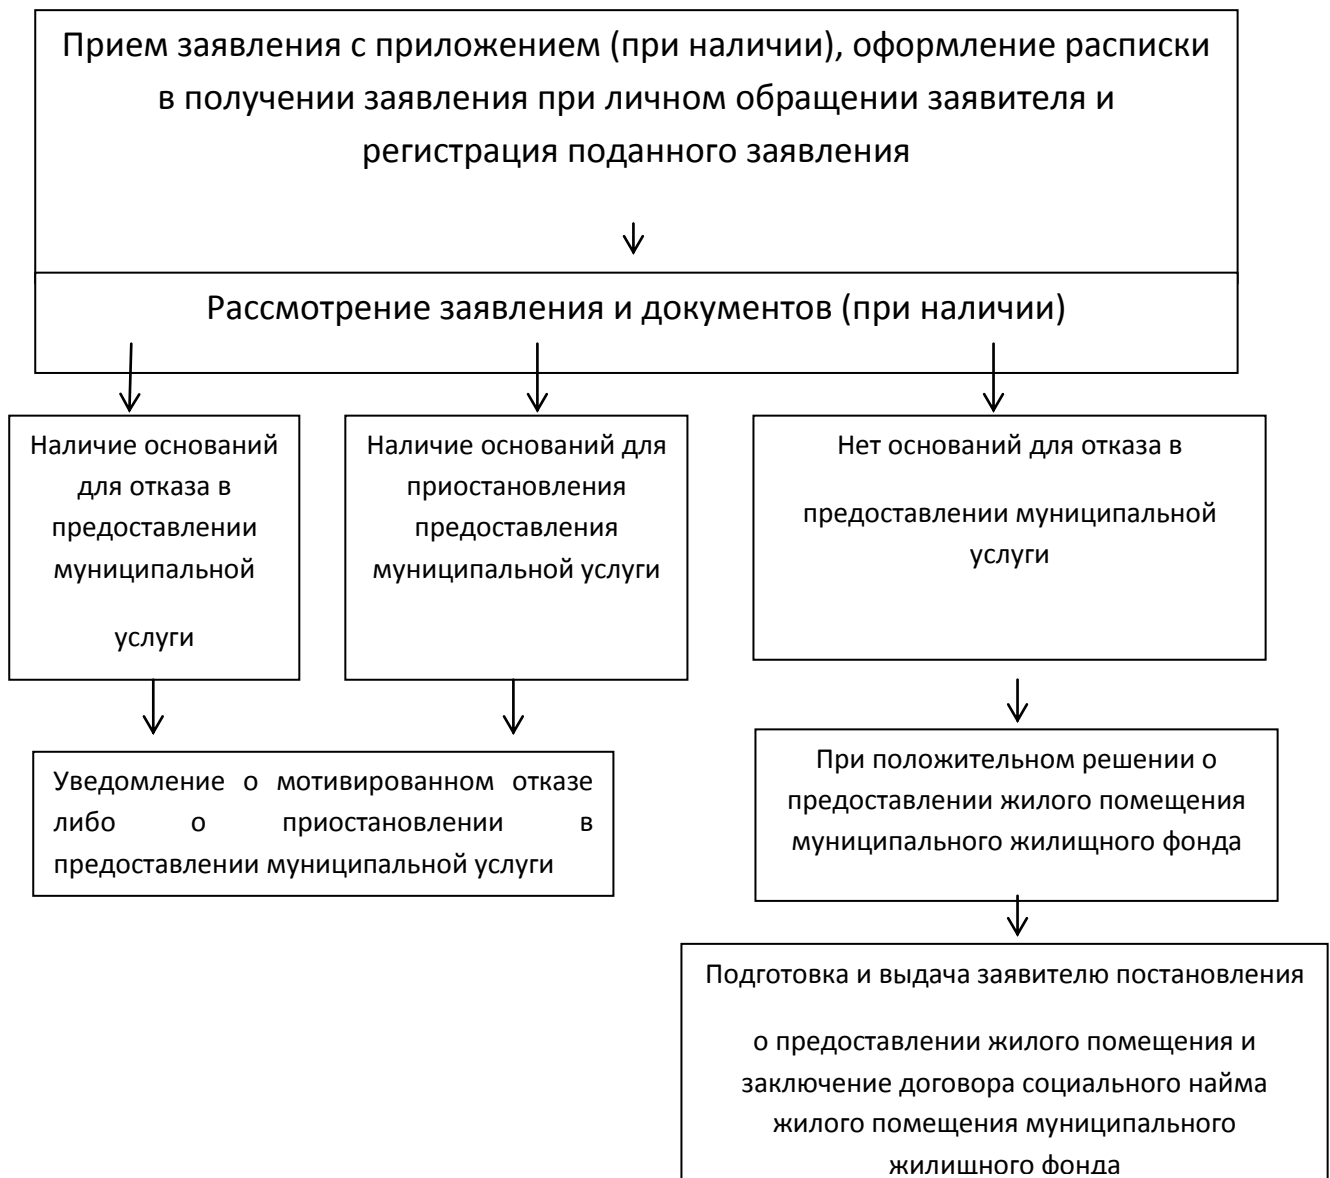 Прием заявления с приложением (при наличии), оформление расписки
в получении заявления при личном обращении заявителя и
регистрация поданного заявления
Рассмотрение заявления и документов (при наличии)
Наличие оснований
для отказа в
предоставлении
муниципальной
услуги
Наличие оснований для
приостановления
предоставления
муниципальной услуги
Нет оснований для отказа в
предоставлении муниципальной
услуги
Уведомление о мотивированном отказе
либо о приостановлении в
предоставлении муниципальной услуги
При положительном решении о
предоставлении жилого помещения
муниципального жилищного фонда
Подготовка и выдача заявителю постановления
о предоставлении жилого помещения и
заключение договора социального найма
жилого помещения муниципального
жилищного фонда